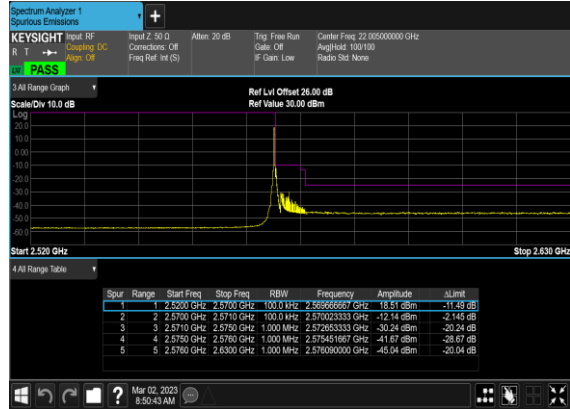 Spectrum Analyzer 1
Spurious Emissions
+
KEYSIGHT Input: RF Input Z: 50 Ω Atten: 20 dB Trig: Free Run Center Freq: 22.005000000 GHz
R T Coupling: DC Corrections: Off Gate: Off Avg|Hold: 100/100
Align: Off Freq Ref: Int (S) IF Gain: Low Radio Std: None
PASS
3 All Range Graph
Ref Lvl Offset 26.00 dB
Scale/Div 10.0 dB Ref Value 30.00 dBm
Log
20.0
10.0
0.00
-10.0
-20.0
-30.0
-40.0
-50.0
-60.0
Start 2.520 GHz Stop 2.630 GHz
4 All Range Table
Spur Range Start Freq Stop Freq RBW Frequency Amplitude ΔLimit
1 1 2.5200 GHz 2.5700 GHz 100.0 kHz 2.569666667 GHz 18.51 dBm -11.49 dB
2 2 2.5700 GHz 2.5710 GHz 100.0 kHz 2.570023333 GHz -12.14 dBm -2.145 dB
3 3 2.5710 GHz 2.5750 GHz 1.000 MHz 2.572653333 GHz -30.24 dBm -20.24 dB
4 4 2.5750 GHz 2.5760 GHz 1.000 MHz 2.575451667 GHz -41.67 dBm -28.67 dB
5 5 2.5760 GHz 2.6300 GHz 1.000 MHz 2.576090000 GHz -45.04 dBm -20.04 dB
?
Mar 02, 2023
8:50:43 AM